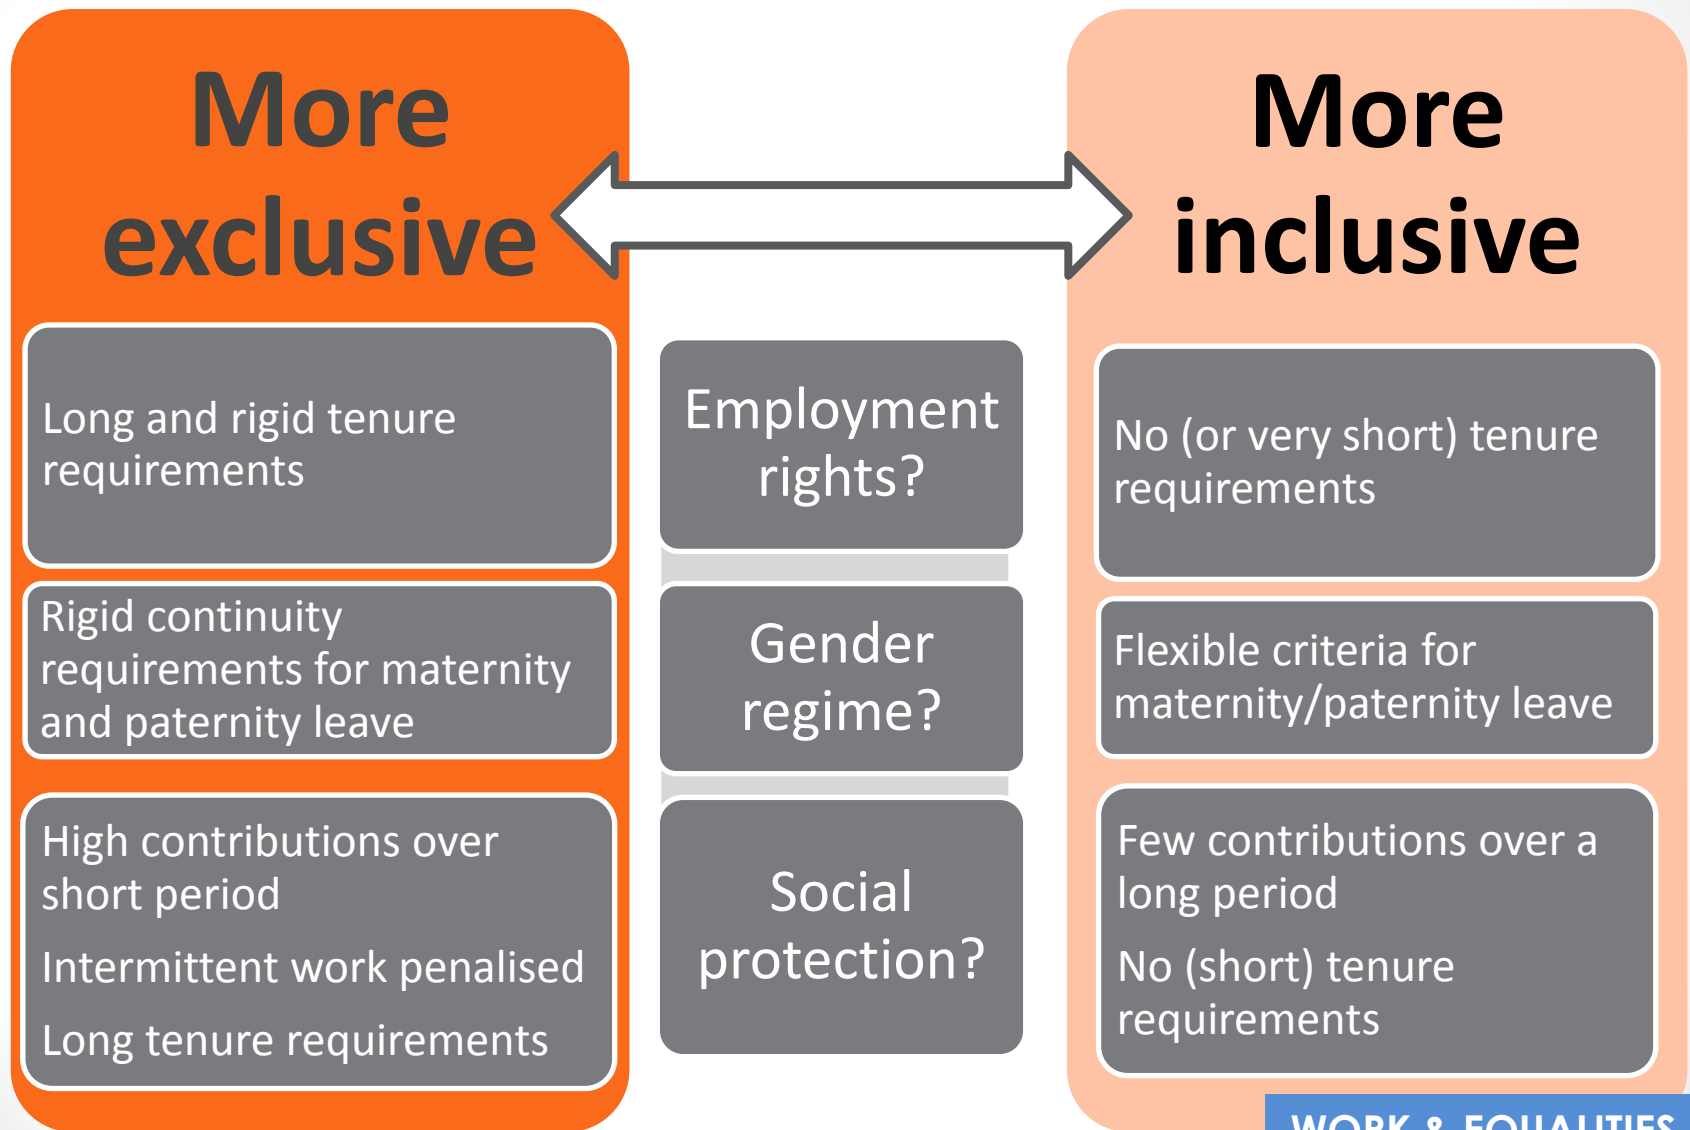 More
exclusive
More
inclusive
Long and rigid tenure
requirements
Employment
rights?
No (or very short) tenure
requirements
Rigid continuity
requirements for maternity
and paternity leave
Gender
regime?
Flexible criteria for
maternity/paternity leave
High contributions over
short period
Intermittent work penalised
Long tenure requirements
Social
protection?
Few contributions over a
long period
No (short) tenure
requirements
WORK & EQUALITIES